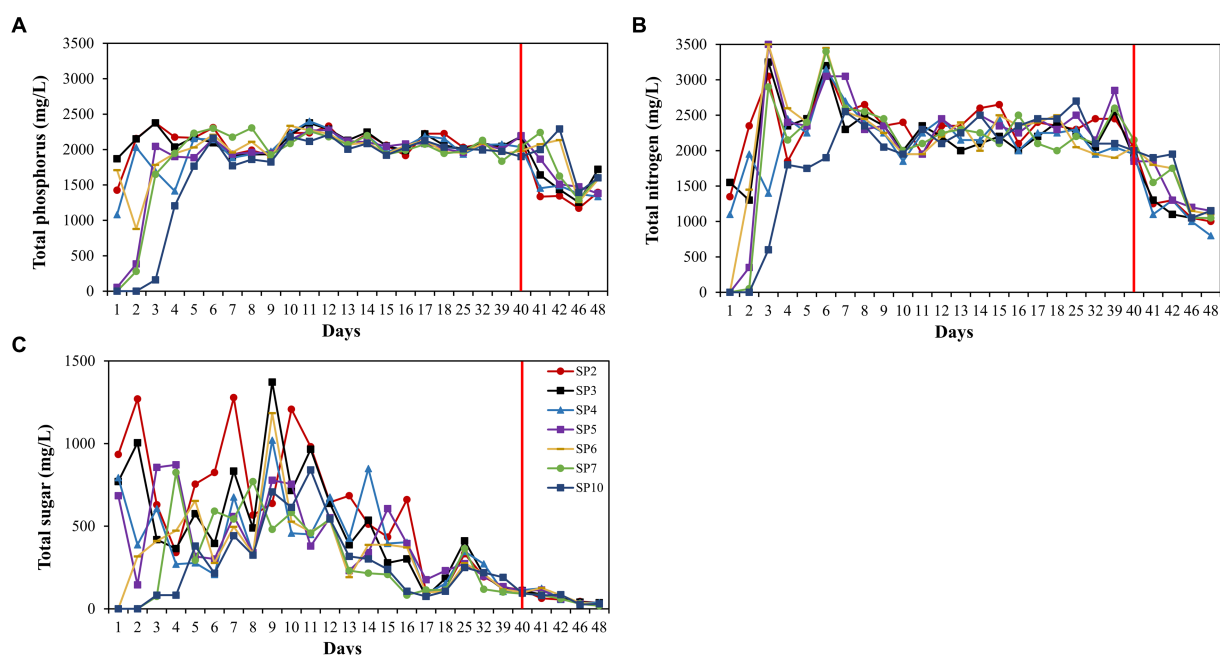 A
Total phosphorus (mg/L)
3500
3000
2500
2000
1500
1000
500
0
1 2 3 4 5 6 7 8 9 10 11 12 13 14 15 16 17 18 25 32 39 40 41 42 46 48
Days
B
Total nitrogen (mg/L)
3500
3000
2500
2000
1500
1000
500
0
1 2 3 4 5 6 7 8 9 10 11 12 13 14 15 16 17 18 25 32 39 40 41 42 46 48
Days
C
Total sugar (mg/L)
1500
1000
500
0
1 2 3 4 5 6 7 8 9 10 11 12 13 14 15 16 17 18 25 32 39 40 41 42 46 48
Days
SP2
SP3
SP4
SP5
SP6
SP7
SP10